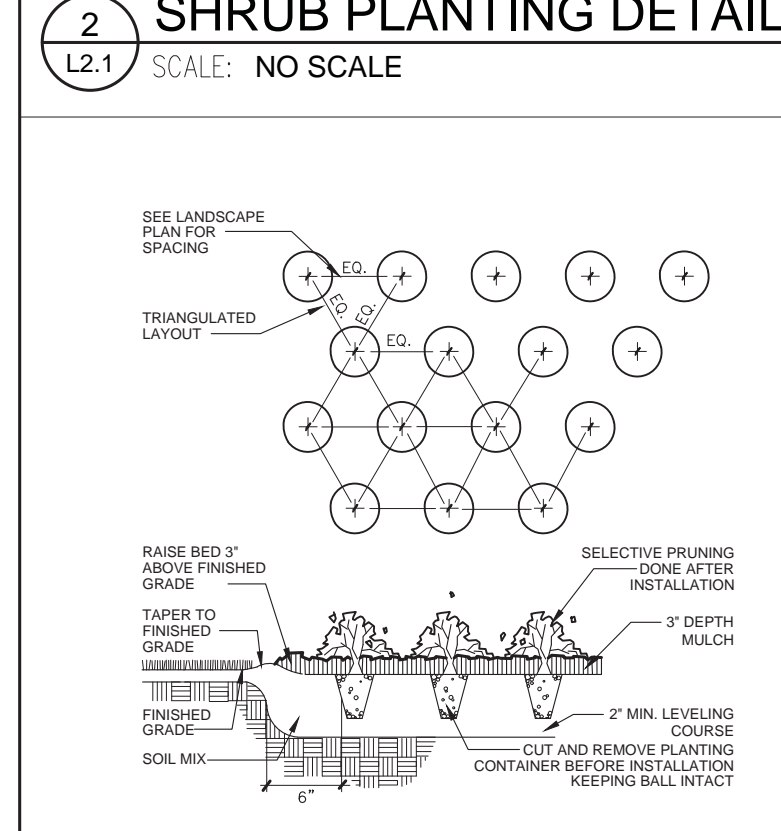 2
L2.1
SHRUB PLANTING DETAIL
SCALE: NO SCALE
SEE LANDSCAPE
PLAN FOR
SPACING
EQ.
EQ.
EQ.
TRIANGULATED
LAYOUT
EQ.
RAISE BED 3"
ABOVE FINISHED
GRADE
SELECTIVE PRUNING
DONE AFTER
INSTALLATION
TAPER TO
FINISHED
GRADE
3" DEPTH
MULCH
FINISHED
GRADE
2" MIN. LEVELING
COURSE
SOIL MIX
CUT AND REMOVE PLANTING
CONTAINER BEFORE INSTALLATION
KEEPING BALL INTACT
6"